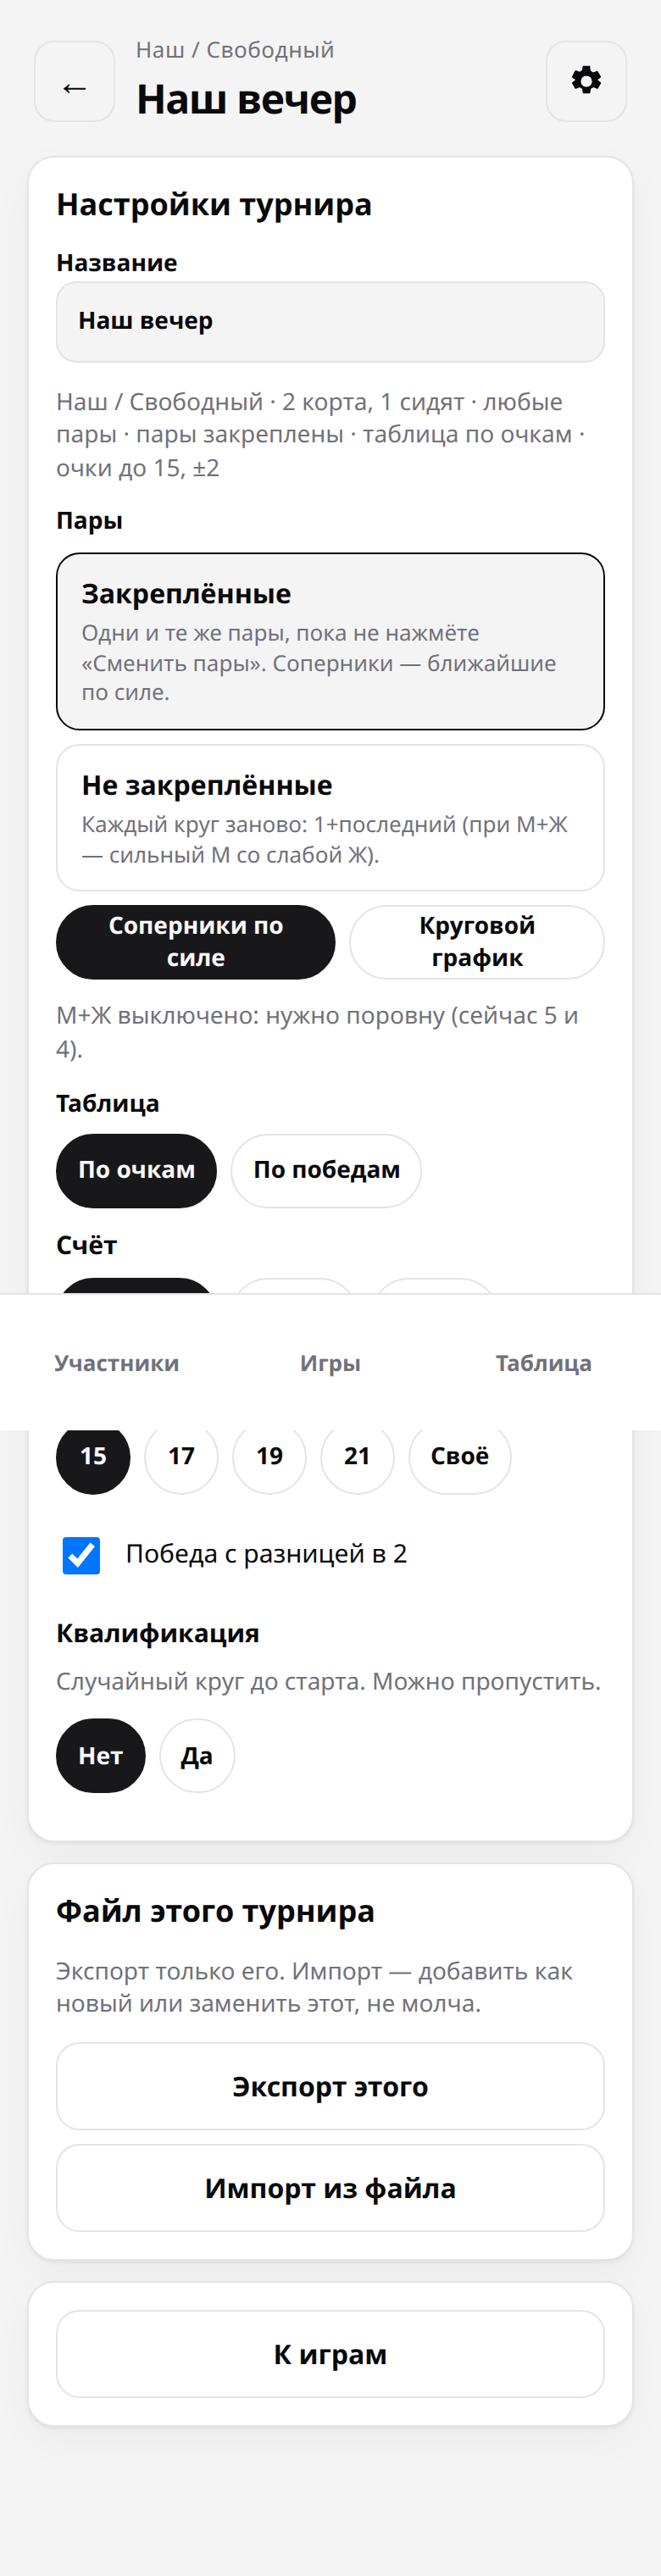 ←
Наш / Свободный
Наш вечер
Настройки турнира
Название
Наш вечер
Наш / Свободный · 2 корта, 1 сидят · любые
пары · пары закреплены · таблица по очкам ·
очки до 15, ±2
Пары
Закреплённые
Одни и те же пары, пока не нажмёте
«Сменить пары». Соперники — ближайшие
по силе.
Не закреплённые
Каждый круг заново: 1+последний (при М+Ж
— сильный М со слабой Ж).
Соперники по
силе
Круговой
график
М+Ж выключено: нужно поровну (сейчас 5 и
4).
Таблица
По очкам
По победам
Счёт
Участники
Игры
Таблица
15
17
19
21
Своё
Победа с разницей в 2
Квалификация
Случайный круг до старта. Можно пропустить.
Нет
Да
Файл этого турнира
Экспорт только его. Импорт — добавить как
новый или заменить этот, не молча.
Экспорт этого
Импорт из файла
К играм